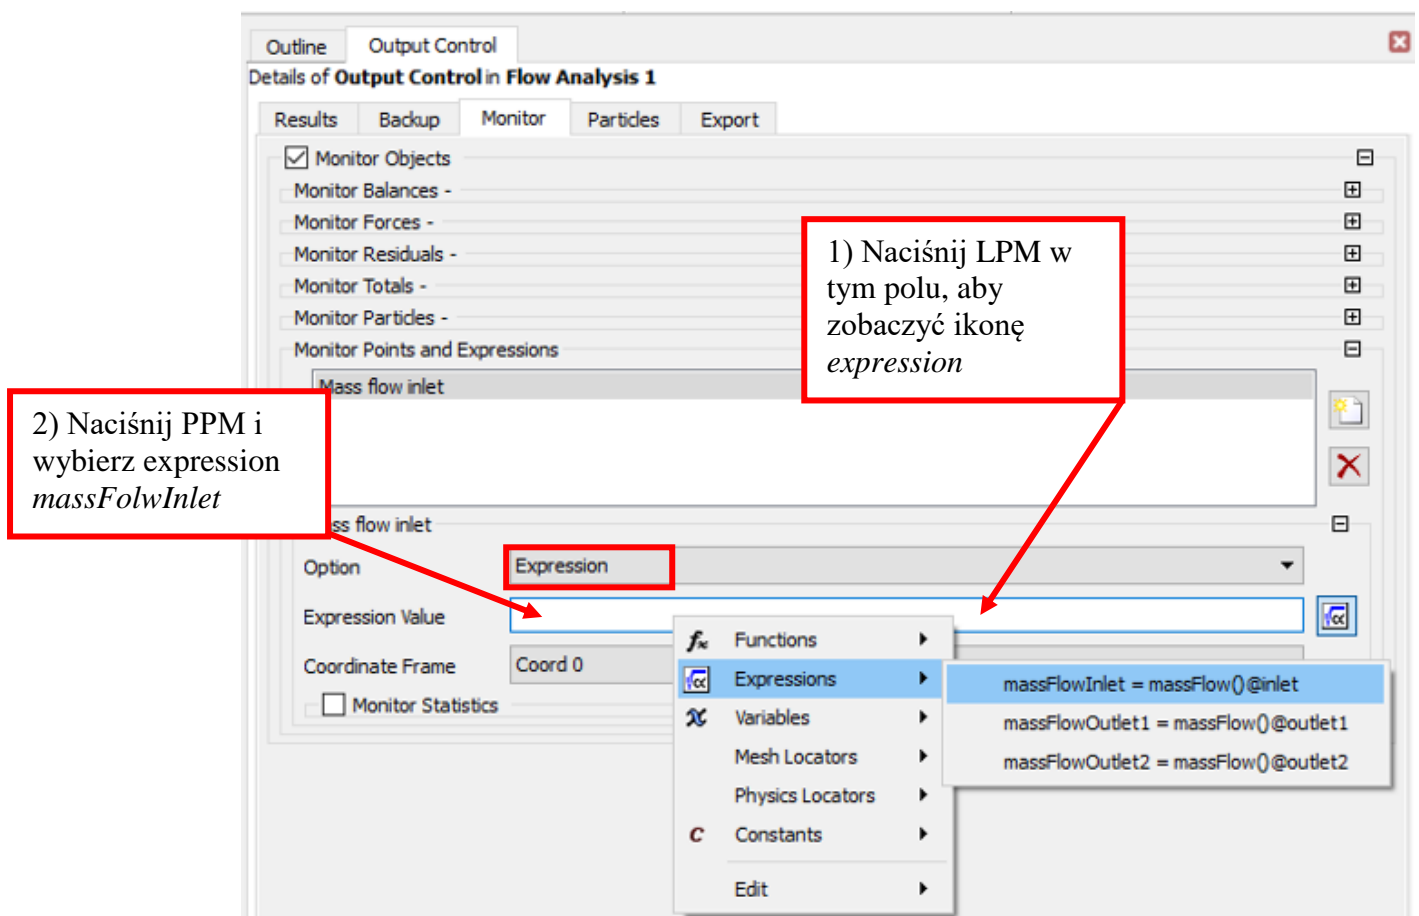 Outline Output Control
Details of Output Control in Flow Analysis 1
Results Backup Monitor Particles Export
Monitor Objects
Monitor Balances -
Monitor Forces -
Monitor Residuals -
Monitor Totals -
Monitor Particles -
Monitor Points and Expressions
Mass flow inlet
1) Naciśnij LPM w
tym polu, aby
zobaczyć ikonę
expression
2) Naciśnij PPM i
wybierz expression
massFolwInlet
ss flow inlet
Option Expression
Expression Value
Coordinate Frame Coord 0
Monitor Statistics
Functions
Expressions
Variables
Mesh Locators
Physics Locators
C Constants
Edit
massFlowInlet = massFlow()@inlet
massFlowOutlet1 = massFlow()@outlet1
massFlowOutlet2 = massFlow()@outlet2